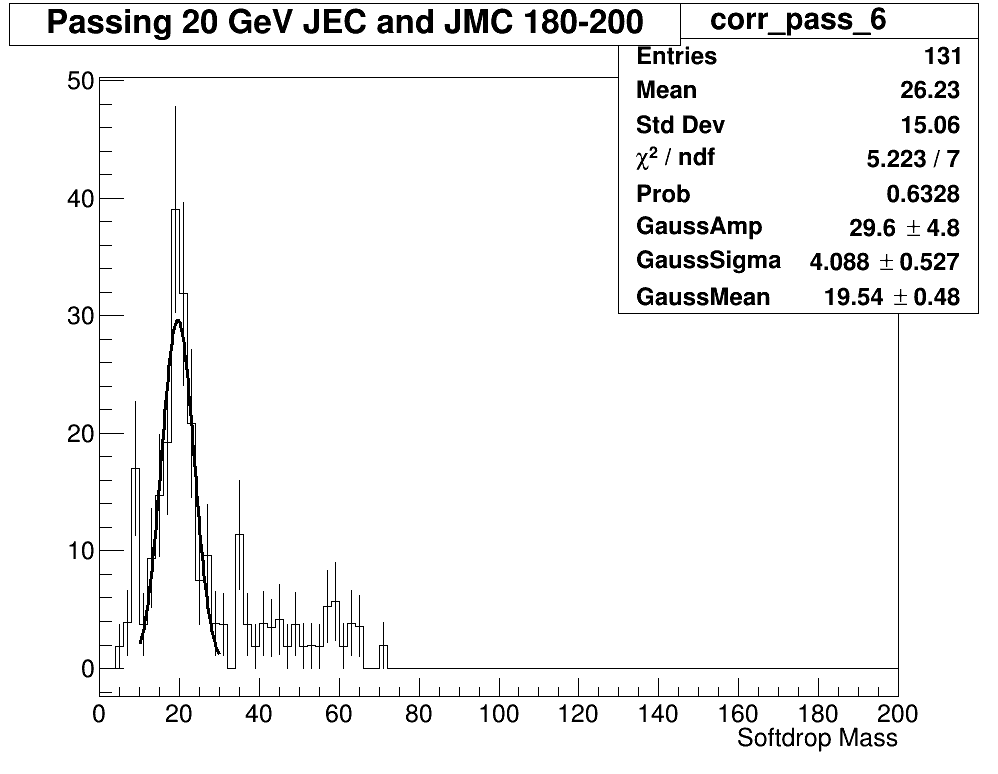 Passing 20 GeV JEC and JMC 180-200
corr_pass_6
Entries 131
Mean 26.23
Std Dev 15.06
χ² / ndf 5.223 / 7
Prob 0.6328
GaussAmp 29.6 ± 4.8
GaussSigma 4.088 ± 0.527
GaussMean 19.54 ± 0.48
50
40
30
20
10
0
0 20 40 60 80 100 120 140 160 180 200
Softdrop Mass